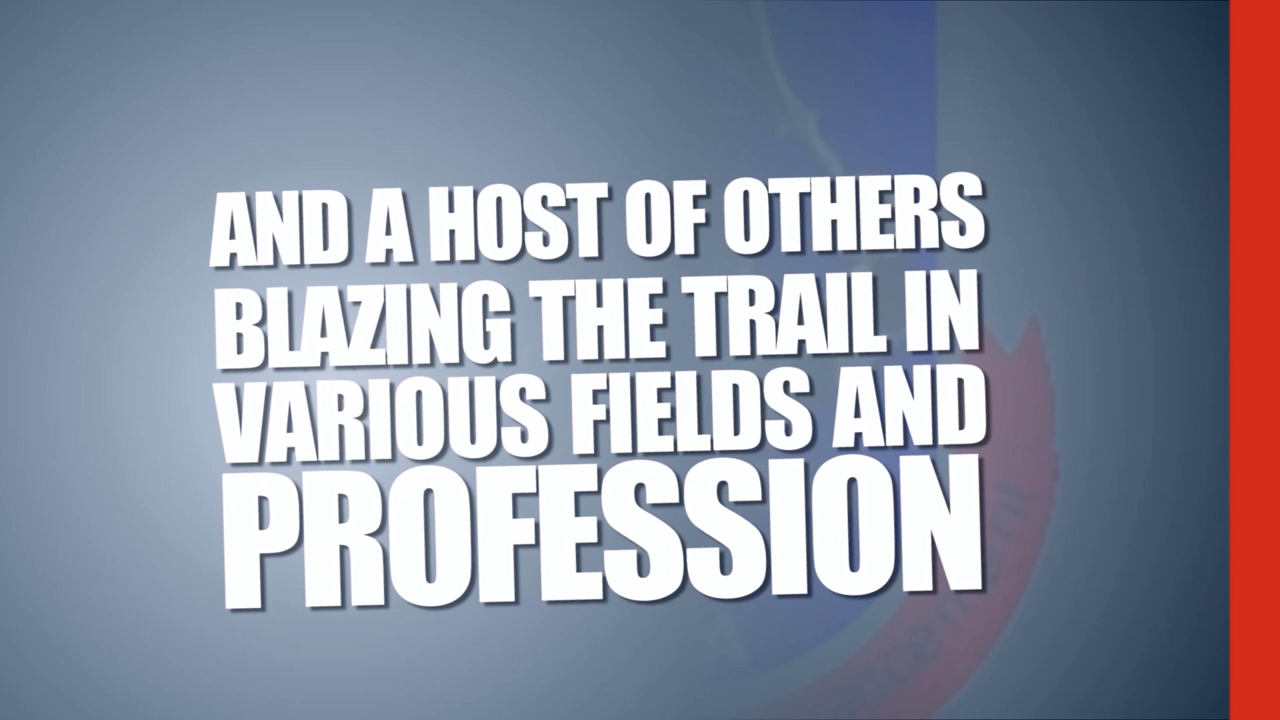 AND A HOST OF OTHERS
BLAZING THE TRAIL IN
VARIOUS FIELDS AND
PROFESSION